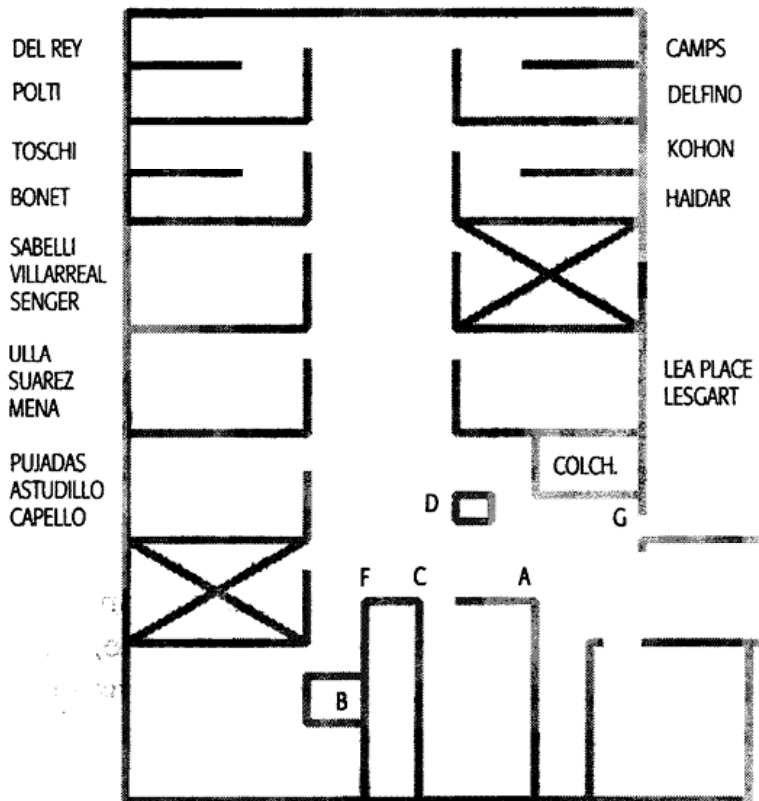 DEL REY
POLTI
TOSCHI
BONET
SABELLI
VILLARREAL
SENGER
ULLA
SUAREZ
MENA
PUJADAS
ASTUDILLO
CAPELLO
CAMPS
DELFINO
KOHON
HAIDAR
LEA PLACE
LESGART
COLCH.
D
G
F
C
A
B